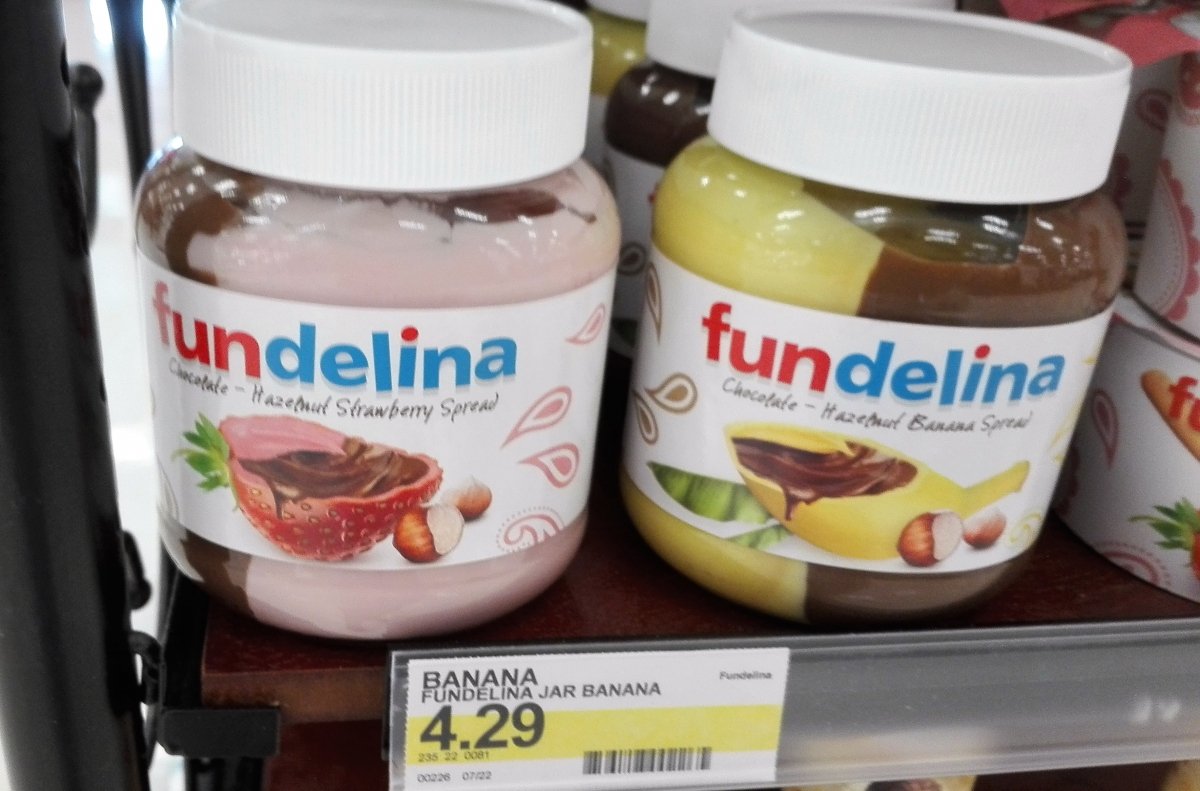 fundelina
Chocolate - Hazelnut Strawberry Spread
fundelina
Chocolate - Hazelnut Banana Spread
fu
BANANA
Fundelina
FUNDELINA JAR BANANA
4.29
235 22 0081
00226 07/22